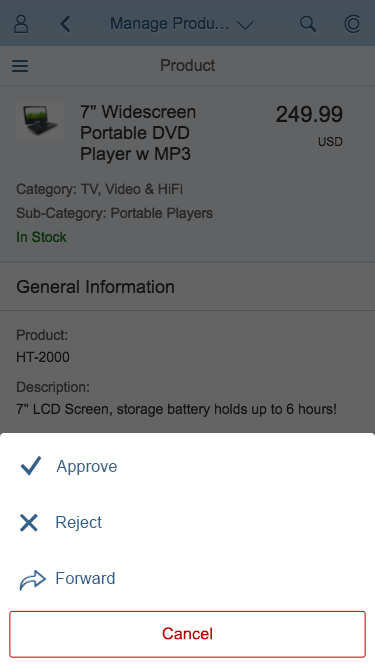 Manage Produ...
Product
7" Widescreen
Portable DVD
Player w MP3
249.99
USD
Category: TV, Video & HiFi
Sub-Category: Portable Players
In Stock
General Information
Product:
HT-2000
Description:
7" LCD Screen, storage battery holds up to 6 hours!
Approve
Reject
Forward
Cancel